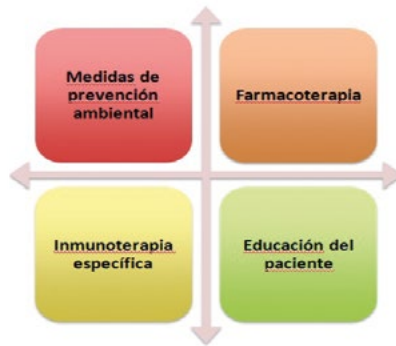 Medidas de
prevención
ambiental
Farmacoterapia
Inmunoterapia
específica
Educación del
paciente